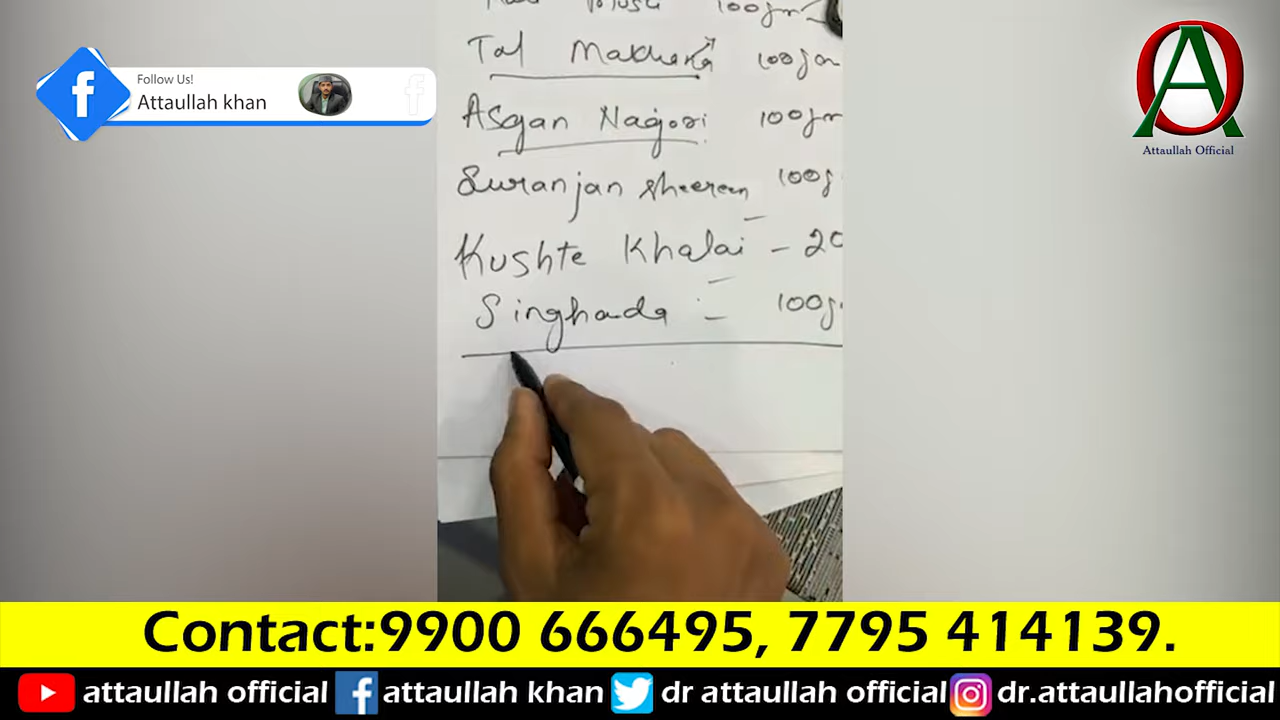 100gm
Tal Makhana 100gm
Asgan Nagori 100gm
Suranjan Sheereen 100g
Kushte Khalai - 20
Singhada 100g
Follow Us!
Attaullah khan
Attaullah Official
Contact:9900 666495, 7795 414139.
attaullah official attaullah khan dr attaullah official dr.attaullahofficial